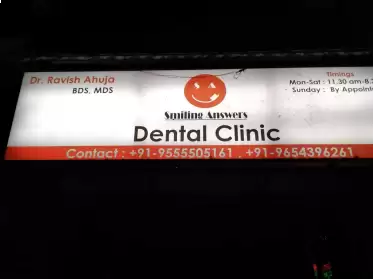 Dr. Ravish Ahuja
BDS, MDS
Timings
Mon-Sat : 11.30 am-8.
Sunday : By Appoin
Smiling Answers
Dental Clinic
Contact : +91-9555505161 , +91-9654396261